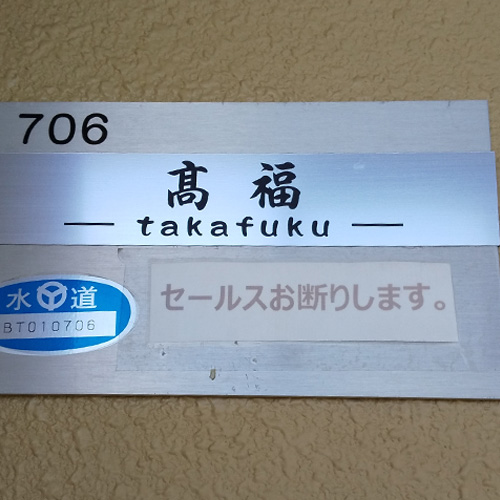 706
髙福
takafuku
水道
BT010706
セールスお断りします。